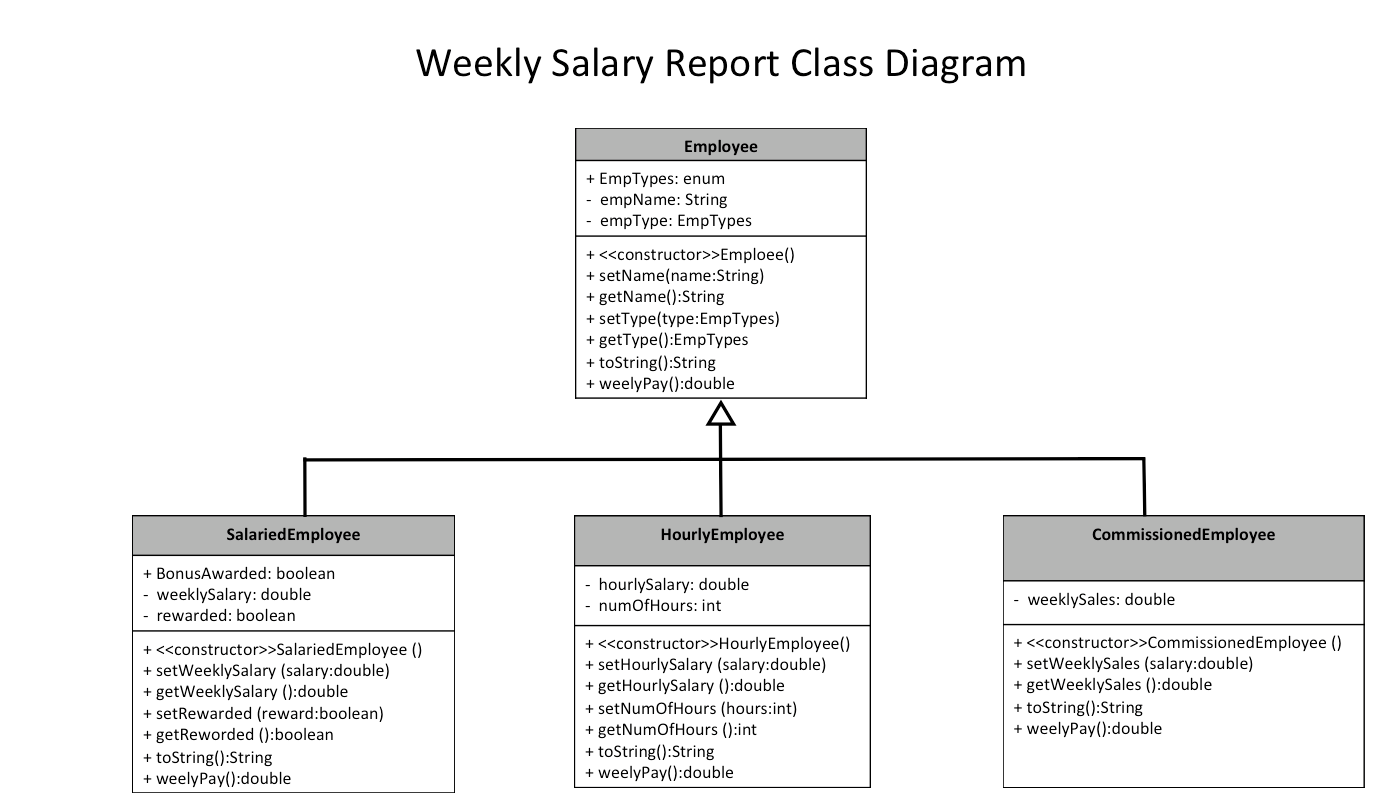 Weekly Salary Report Class Diagram
Employee
+ EmpTypes: enum
- empName: String
- empType: EmpTypes
+ <<constructor>>Emploee()
+ setName(name:String)
+ getName():String
+ setType(type:EmpTypes)
+ getType():EmpTypes
+ toString():String
+ weelyPay():double
SalariedEmployee
+ BonusAwarded: boolean
- weeklySalary: double
- rewarded: boolean
+ <<constructor>>SalariedEmployee ()
+ setWeeklySalary (salary:double)
+ getWeeklySalary ():double
+ setRewarded (reward:boolean)
+ getReworded ():boolean
+ toString():String
+ weelyPay():double
HourlyEmployee
- hourlySalary: double
- numOfHours: int
+ <<constructor>>HourlyEmployee()
+ setHourlySalary (salary:double)
+ getHourlySalary ():double
+ setNumOfHours (hours:int)
+ getNumOfHours ():int
+ toString():String
+ weelyPay():double
CommissionedEmployee
- weeklySales: double
+ <<constructor>>CommissionedEmployee ()
+ setWeeklySales (salary:double)
+ getWeeklySales ():double
+ toString():String
+ weelyPay():double